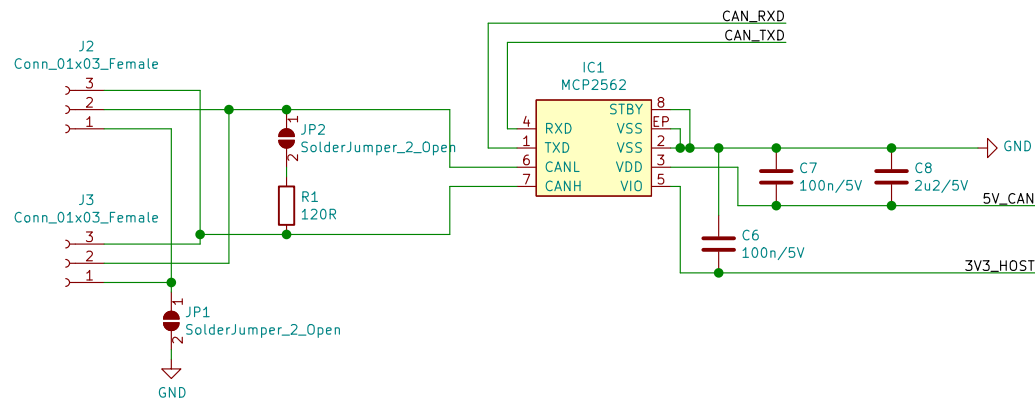 CAN_RXD
CAN_TXD
J2
Conn_01x03_Female
3
2
1
IC1
MCP2562
JP2
SolderJumper_2_Open
1
2
4 RXD
1 TXD
6 CANL
7 CANH
STBY 8
VSS EP
VSS 2
VDD 3
VIO 5
GND
C7
100n/5V
C8
2u2/5V
5V_CAN
R1
120R
J3
Conn_01x03_Female
3
2
1
C6
100n/5V
3V3_HOST
JP1
SolderJumper_2_Open
1
2
GND